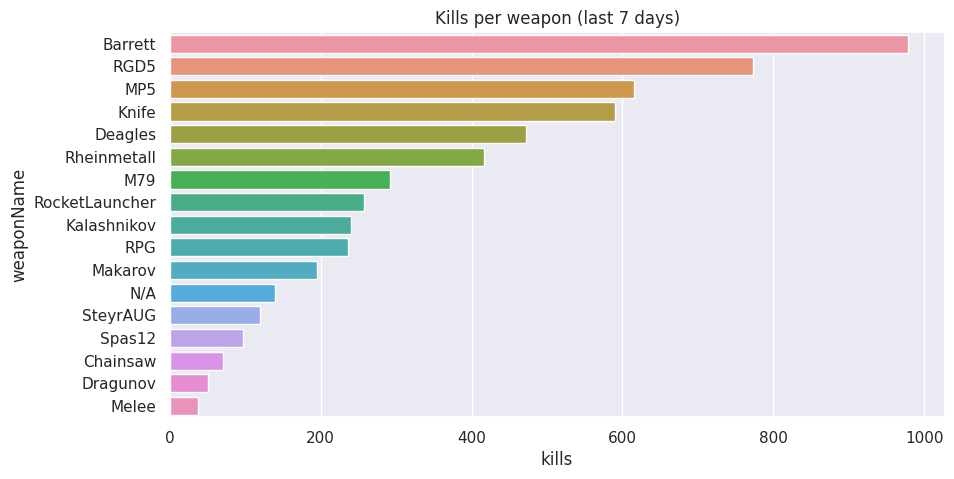 Kills per weapon (last 7 days)
weaponName
Barrett
RGD5
MP5
Knife
Deagles
Rheinmetall
M79
RocketLauncher
Kalashnikov
RPG
Makarov
N/A
SteyrAUG
Spas12
Chainsaw
Dragunov
Melee
0 200 400 600 800 1000
kills